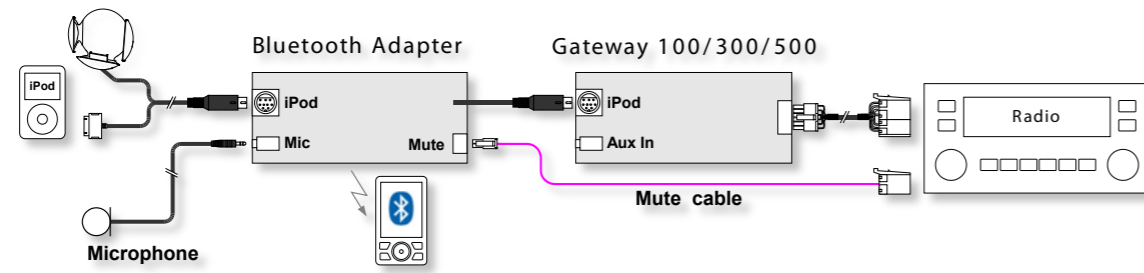 Bluetooth Adapter
Gateway 100/300/500
iPod
iPod
Mic
Mute
iPod
Aux In
Radio
Mute cable
Microphone